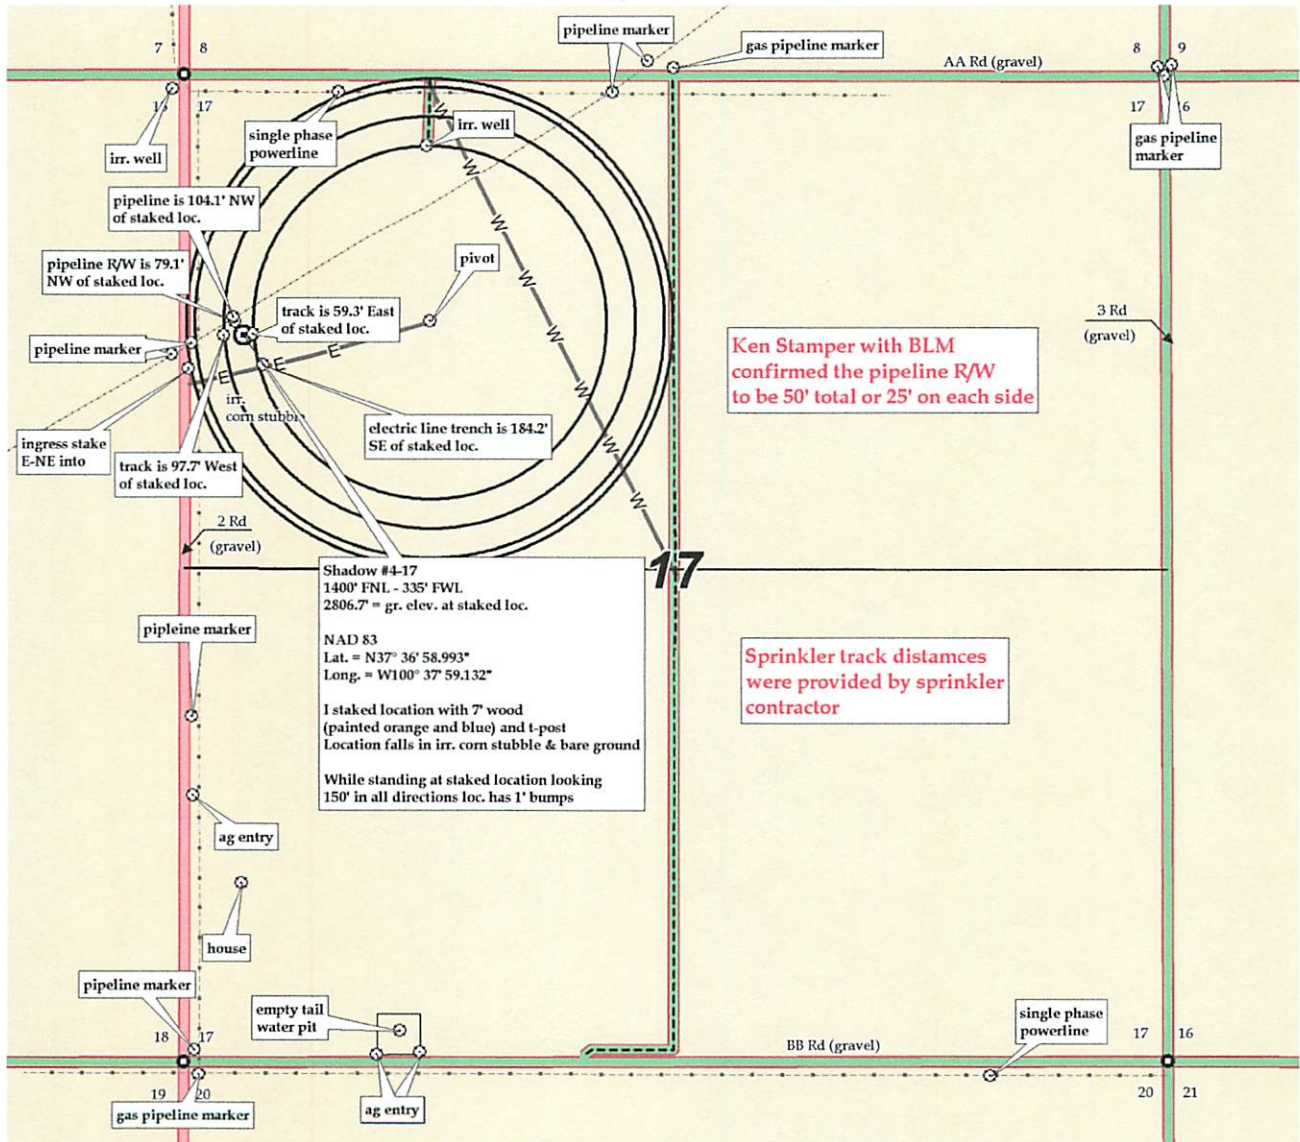 pipeline marker
gas pipeline marker
7
8
8
9
AA Rd (gravel)
17
17
6
irr. well
single phase
powerline
irr. well
gas pipeline
marker
pipeline is 104.1' NW
of staked loc.
W
W
W
W
W
W
W
W
pipeline R/W is 79.1'
NW of staked loc.
pivot
track is 59.3' East
of staked loc.
3 Rd
(gravel)
pipeline marker
E
E
E
Ken Stamper with BLM
confirmed the pipeline R/W
to be 50' total or 25' on each side
irr.
corn stubble
electric line trench is 184.2'
SE of staked loc.
ingress stake
E-NE into
track is 97.7' West
of staked loc.
2 Rd
(gravel)
17
Shadow #4-17
1400' FNL - 335' FWL
2806.7' = gr. elev. at staked loc.
NAD 83
Lat. = N37° 36' 58.993"
Long. = W100° 37' 59.132"
I staked location with 7' wood
(painted orange and blue) and t-post
Location falls in irr. corn stubble & bare ground
While standing at staked location looking
150' in all directions loc. has 1' bumps
pipleine marker
Sprinkler track distamces
were provided by sprinkler
contractor
ag entry
house
pipeline marker
empty tail
water pit
single phase
powerline
18
17
BB Rd (gravel)
17
16
19
20
20
21
gas pipeline marker
ag entry